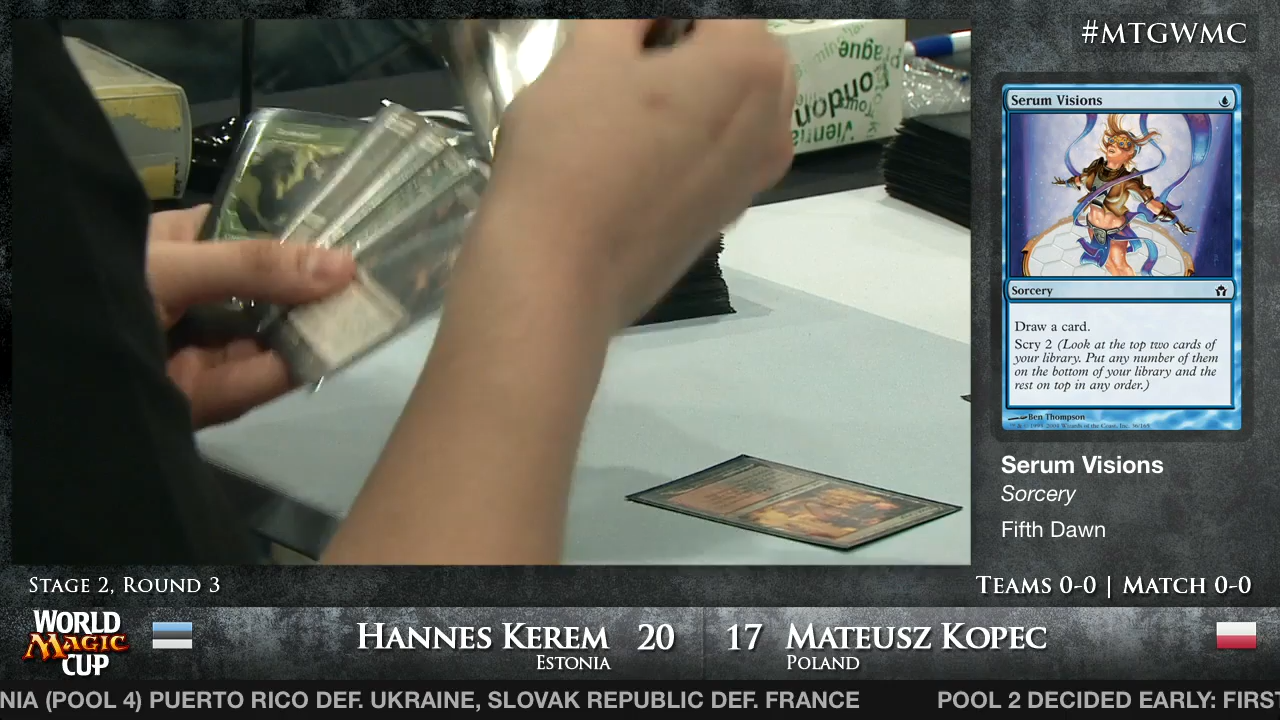 #MTGWMC
ague
London
Vienna
Serum Visions
Sorcery
Draw a card.
Scry 2 (Look at the top two cards of
your library. Put any number of them
on the bottom of your library and the
rest on top in any order.)
Ben Thompson
Serum Visions
Sorcery
Fifth Dawn
Stage 2, Round 3
Teams 0-0 | Match 0-0
WORLD
MAGIC
CUP
Hannes Kerem 20
Estonia
17 Mateusz Kopec
Poland
NIA (POOL 4) PUERTO RICO DEF. UKRAINE, SLOVAK REPUBLIC DEF. FRANCE POOL 2 DECIDED EARLY: FIRST